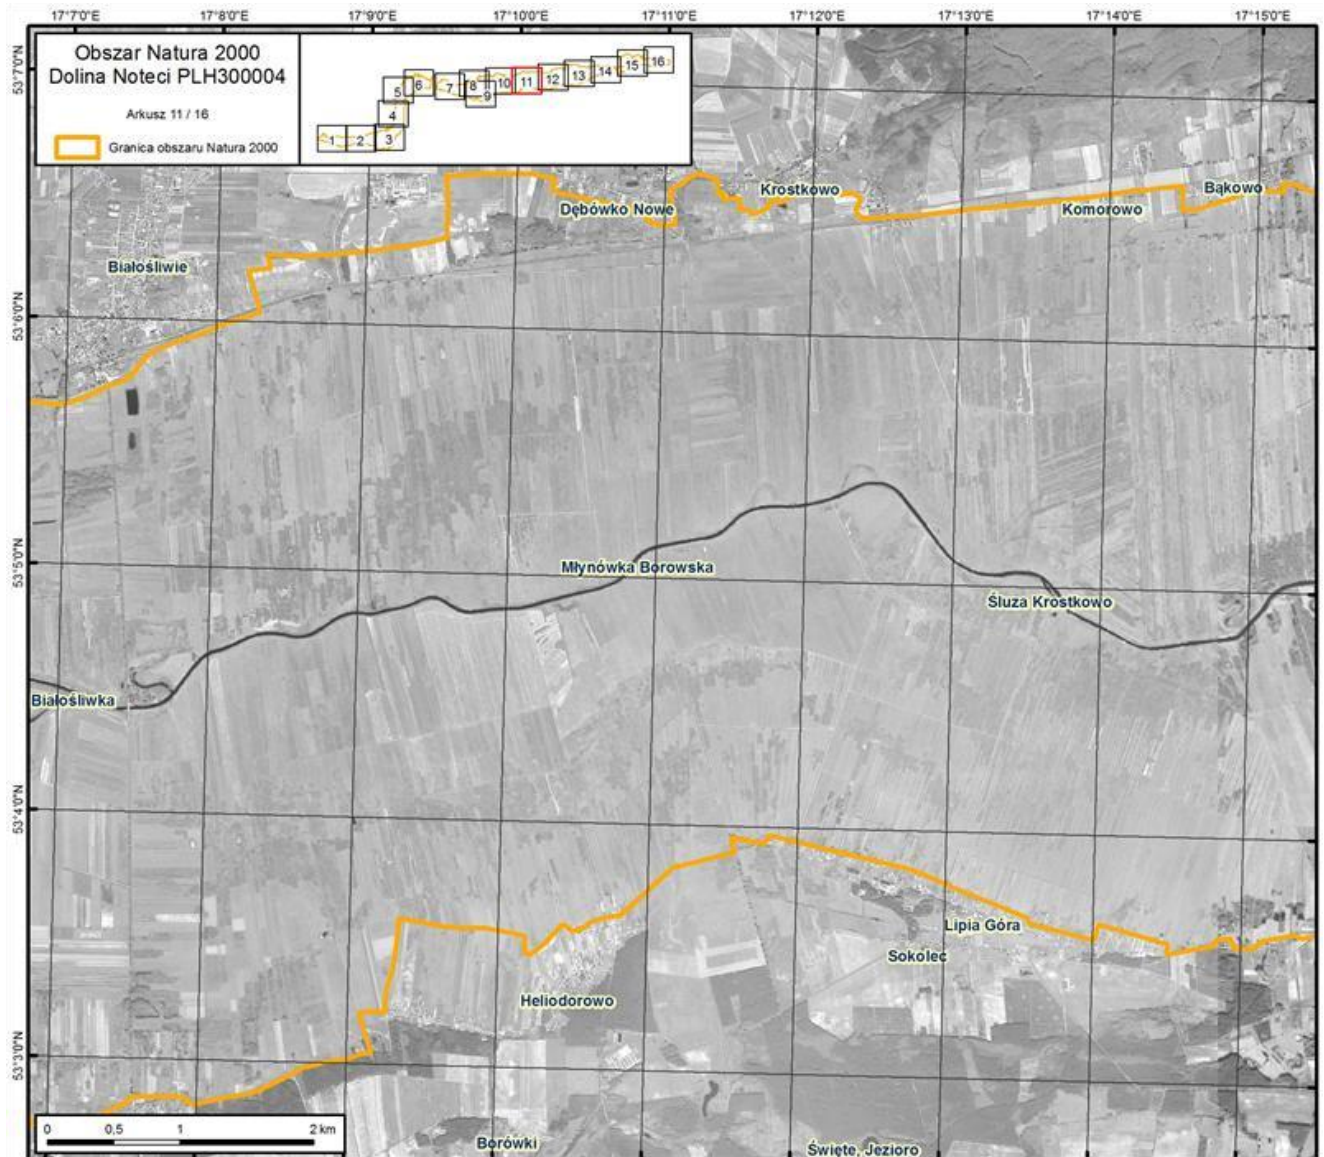 17°7'0"E 17°8'0"E 17°9'0"E 17°10'0"E 17°11'0"E 17°12'0"E 17°13'0"E 17°14'0"E 17°15'0"E
Obszar Natura 2000
Dolina Noteci PLH300004
Arkusz 11 / 16
Granica obszaru Natura 2000
1 2 3 4 5 6 7 8 9 10 11 12 13 14 15 16
53°7'0"N
Krostkowo
Bąkowo
Dębówko Nowe
Komorowo
Białośliwie
53°6'0"N
53°5'0"N
Młynówka Borowska
Śluza Krostkowo
Białośliwka
53°4'0"N
Lipia Góra
Sokolec
Heliodorowo
53°3'0"N
0 0,5 1 2 km
Borówki
Święte, Jezioro